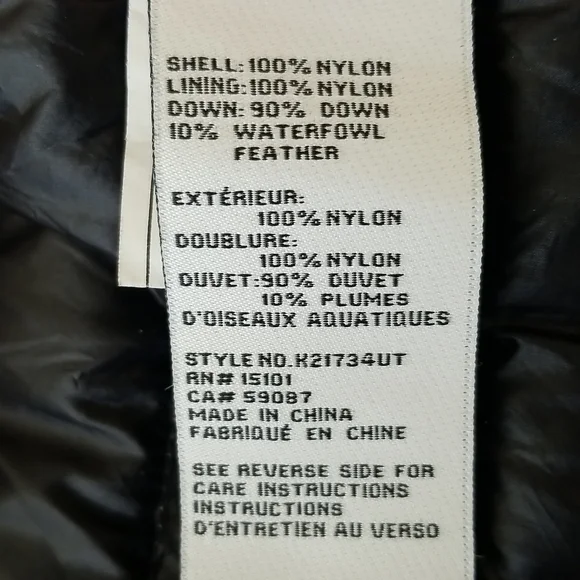 SHELL: 100% NYLON
LINING: 100% NYLON
DOWN: 90% DOWN
10% WATERFOWL
FEATHER
EXTÉRIEUR:
100% NYLON
DOUBLURE:
100% NYLON
DUVET: 90% DUVET
10% PLUMES
D'OISEAUX AQUATIQUES
STYLE NO. K21734UT
RN# 15101
CA# 59087
MADE IN CHINA
FABRIQUÉ EN CHINE
SEE REVERSE SIDE FOR
CARE INSTRUCTIONS
INSTRUCTIONS
D'ENTRETIEN AU VERSO